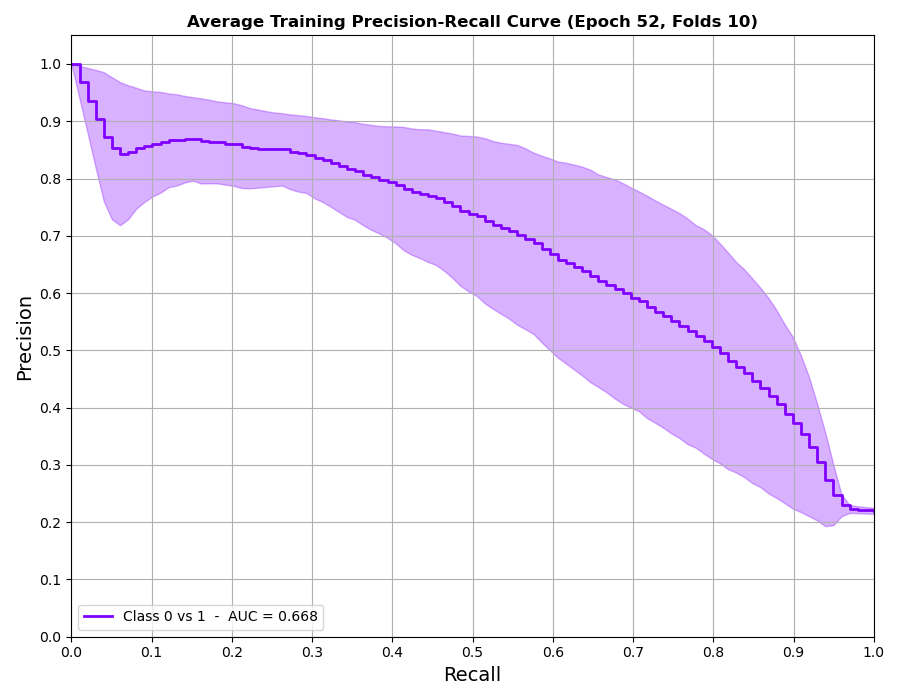 Average Training Precision-Recall Curve (Epoch 52, Folds 10)
Precision
1.0
0.9
0.8
0.7
0.6
0.5
0.4
0.3
0.2
0.1
0.0
Class 0 vs 1 - AUC = 0.668
0.0 0.1 0.2 0.3 0.4 0.5 0.6 0.7 0.8 0.9 1.0
Recall